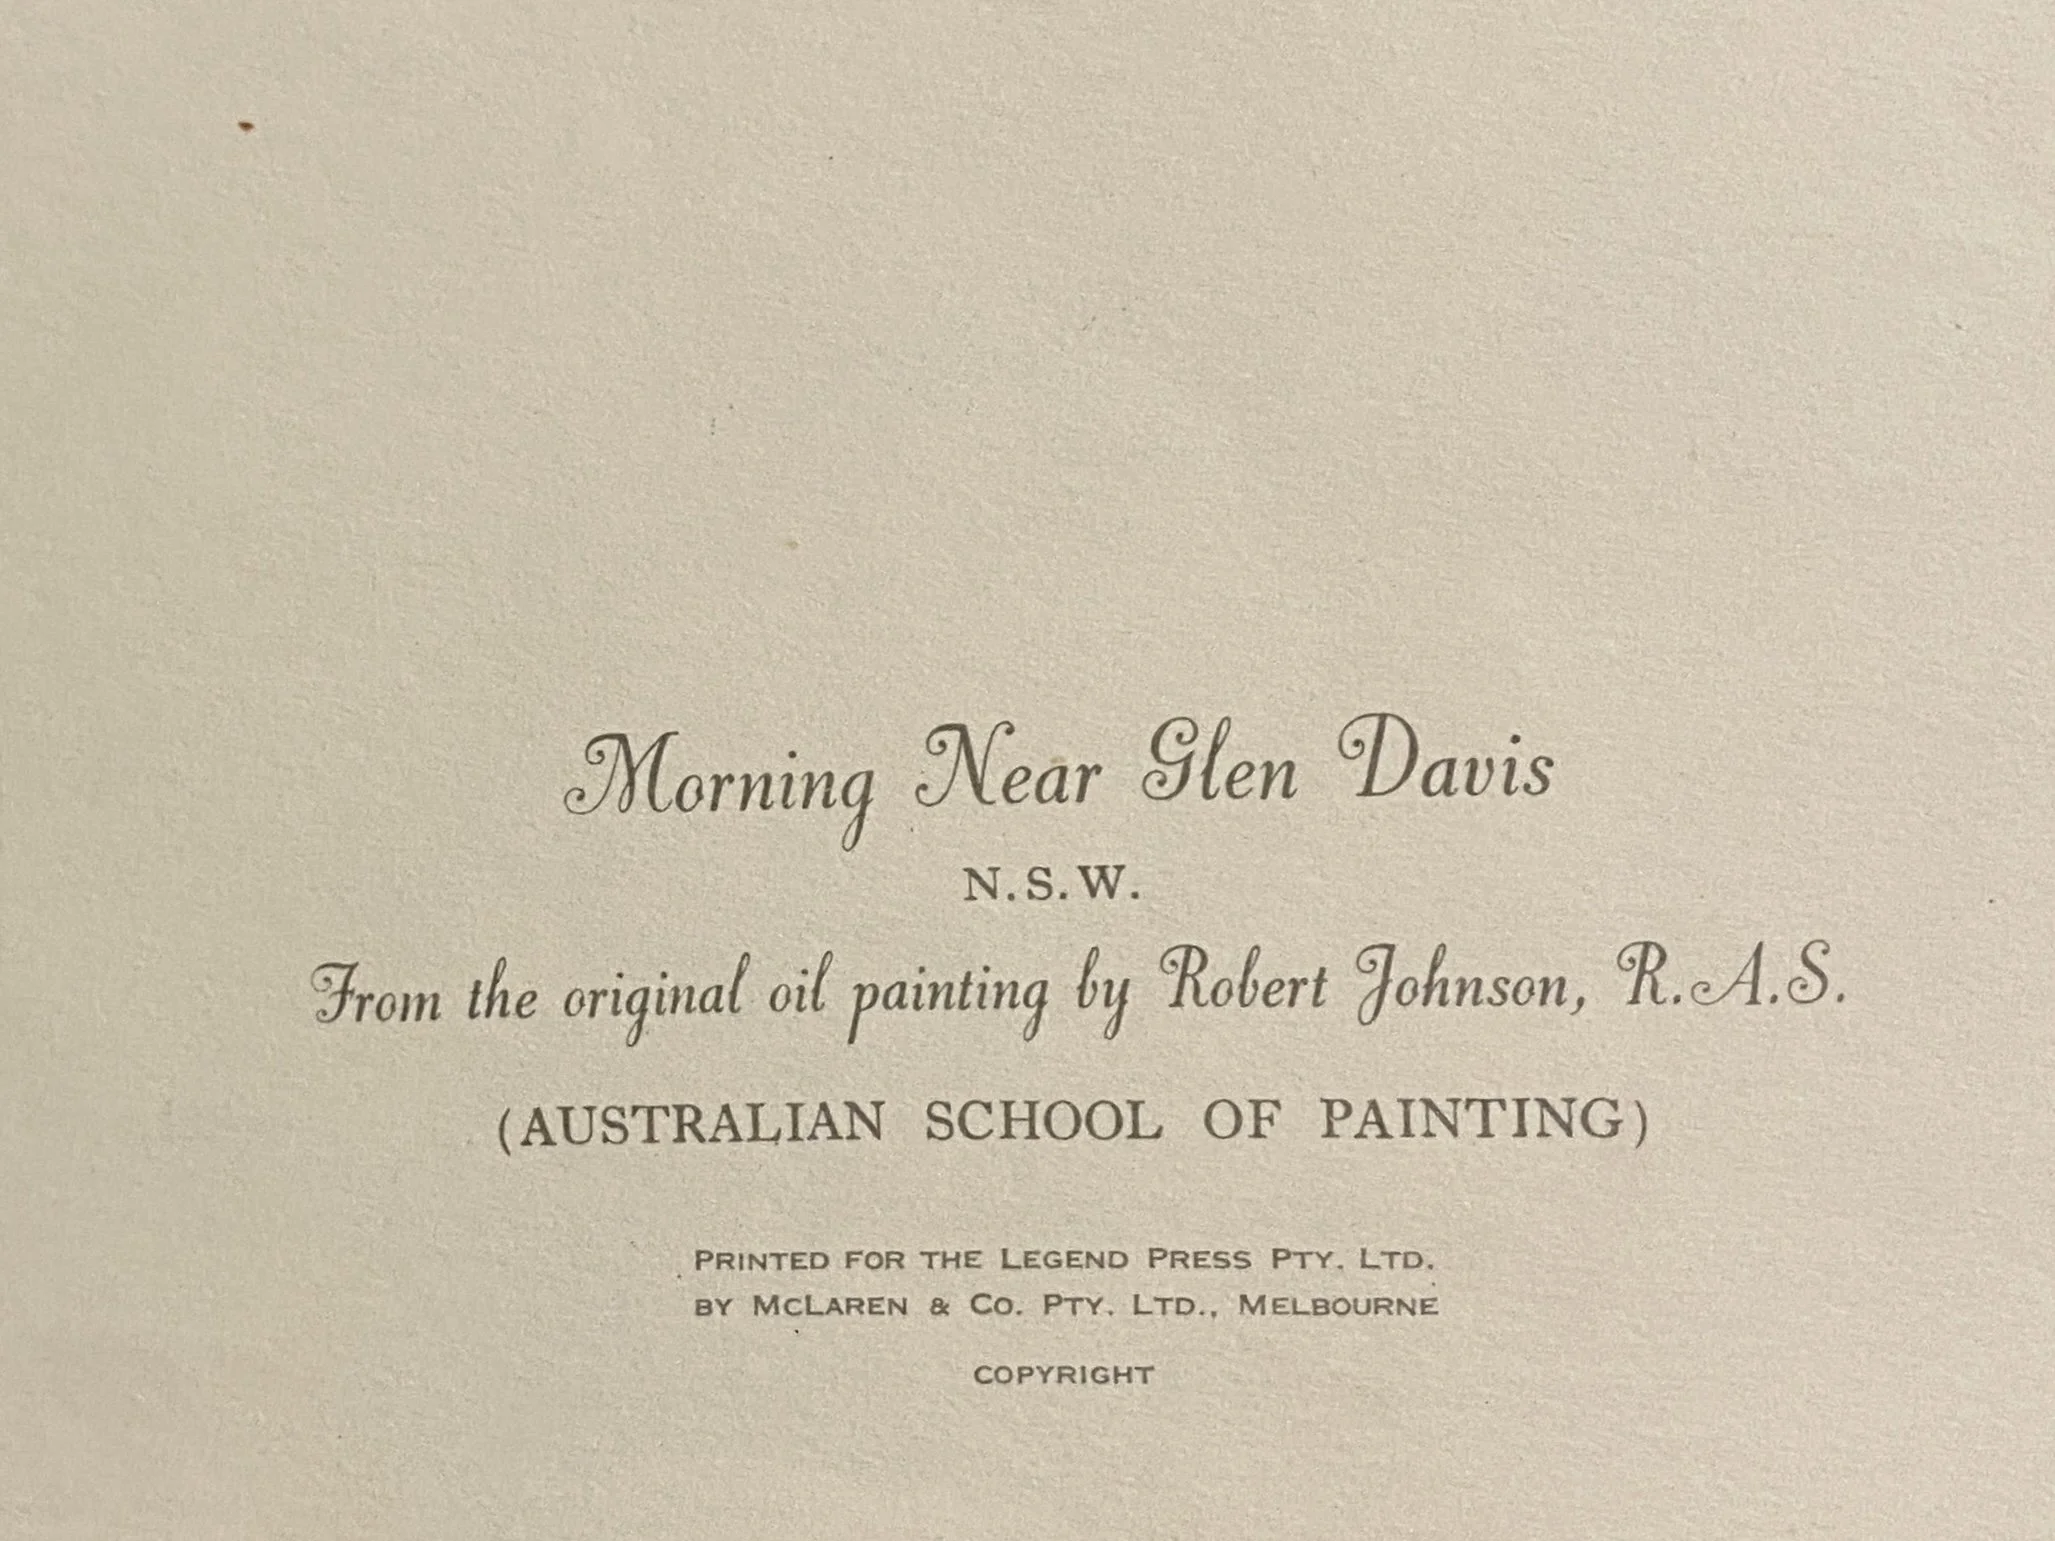 Morning Near Glen Davis
N.S.W.
From the original oil painting by Robert Johnson, R.A.S.
(AUSTRALIAN SCHOOL OF PAINTING)
PRINTED FOR THE LEGEND PRESS PTY. LTD.
BY MCLAREN & CO. PTY. LTD., MELBOURNE
COPYRIGHT